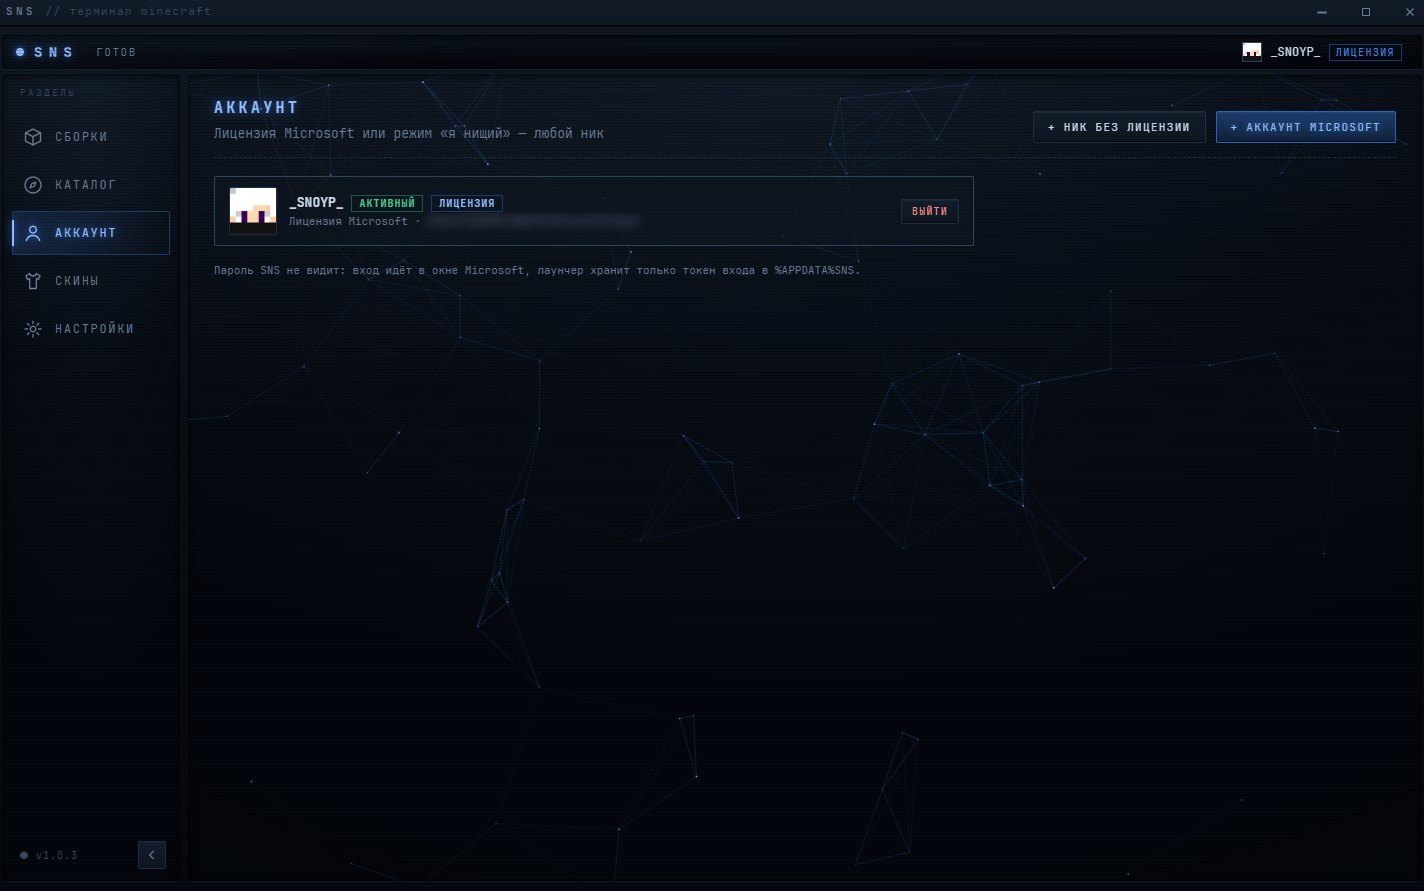 SNS // терминал minecraft
SNS ГОТОВ _SNOYP_ ЛИЦЕНЗИЯ
РАЗДЕЛЫ
СБОРКИ
КАТАЛОГ
АККАУНТ
СКИНЫ
НАСТРОЙКИ
v1.0.3
АККАУНТ
Лицензия Microsoft или режим «я нищий» — любой ник
+ НИК БЕЗ ЛИЦЕНЗИИ + АККАУНТ MICROSOFT
_SNOYP_ АКТИВНЫЙ ЛИЦЕНЗИЯ
Лицензия Microsoft ·
ВЫЙТИ
Пароль SNS не видит: вход идёт в окне Microsoft, лаунчер хранит только токен входа в %APPDATA%SNS.